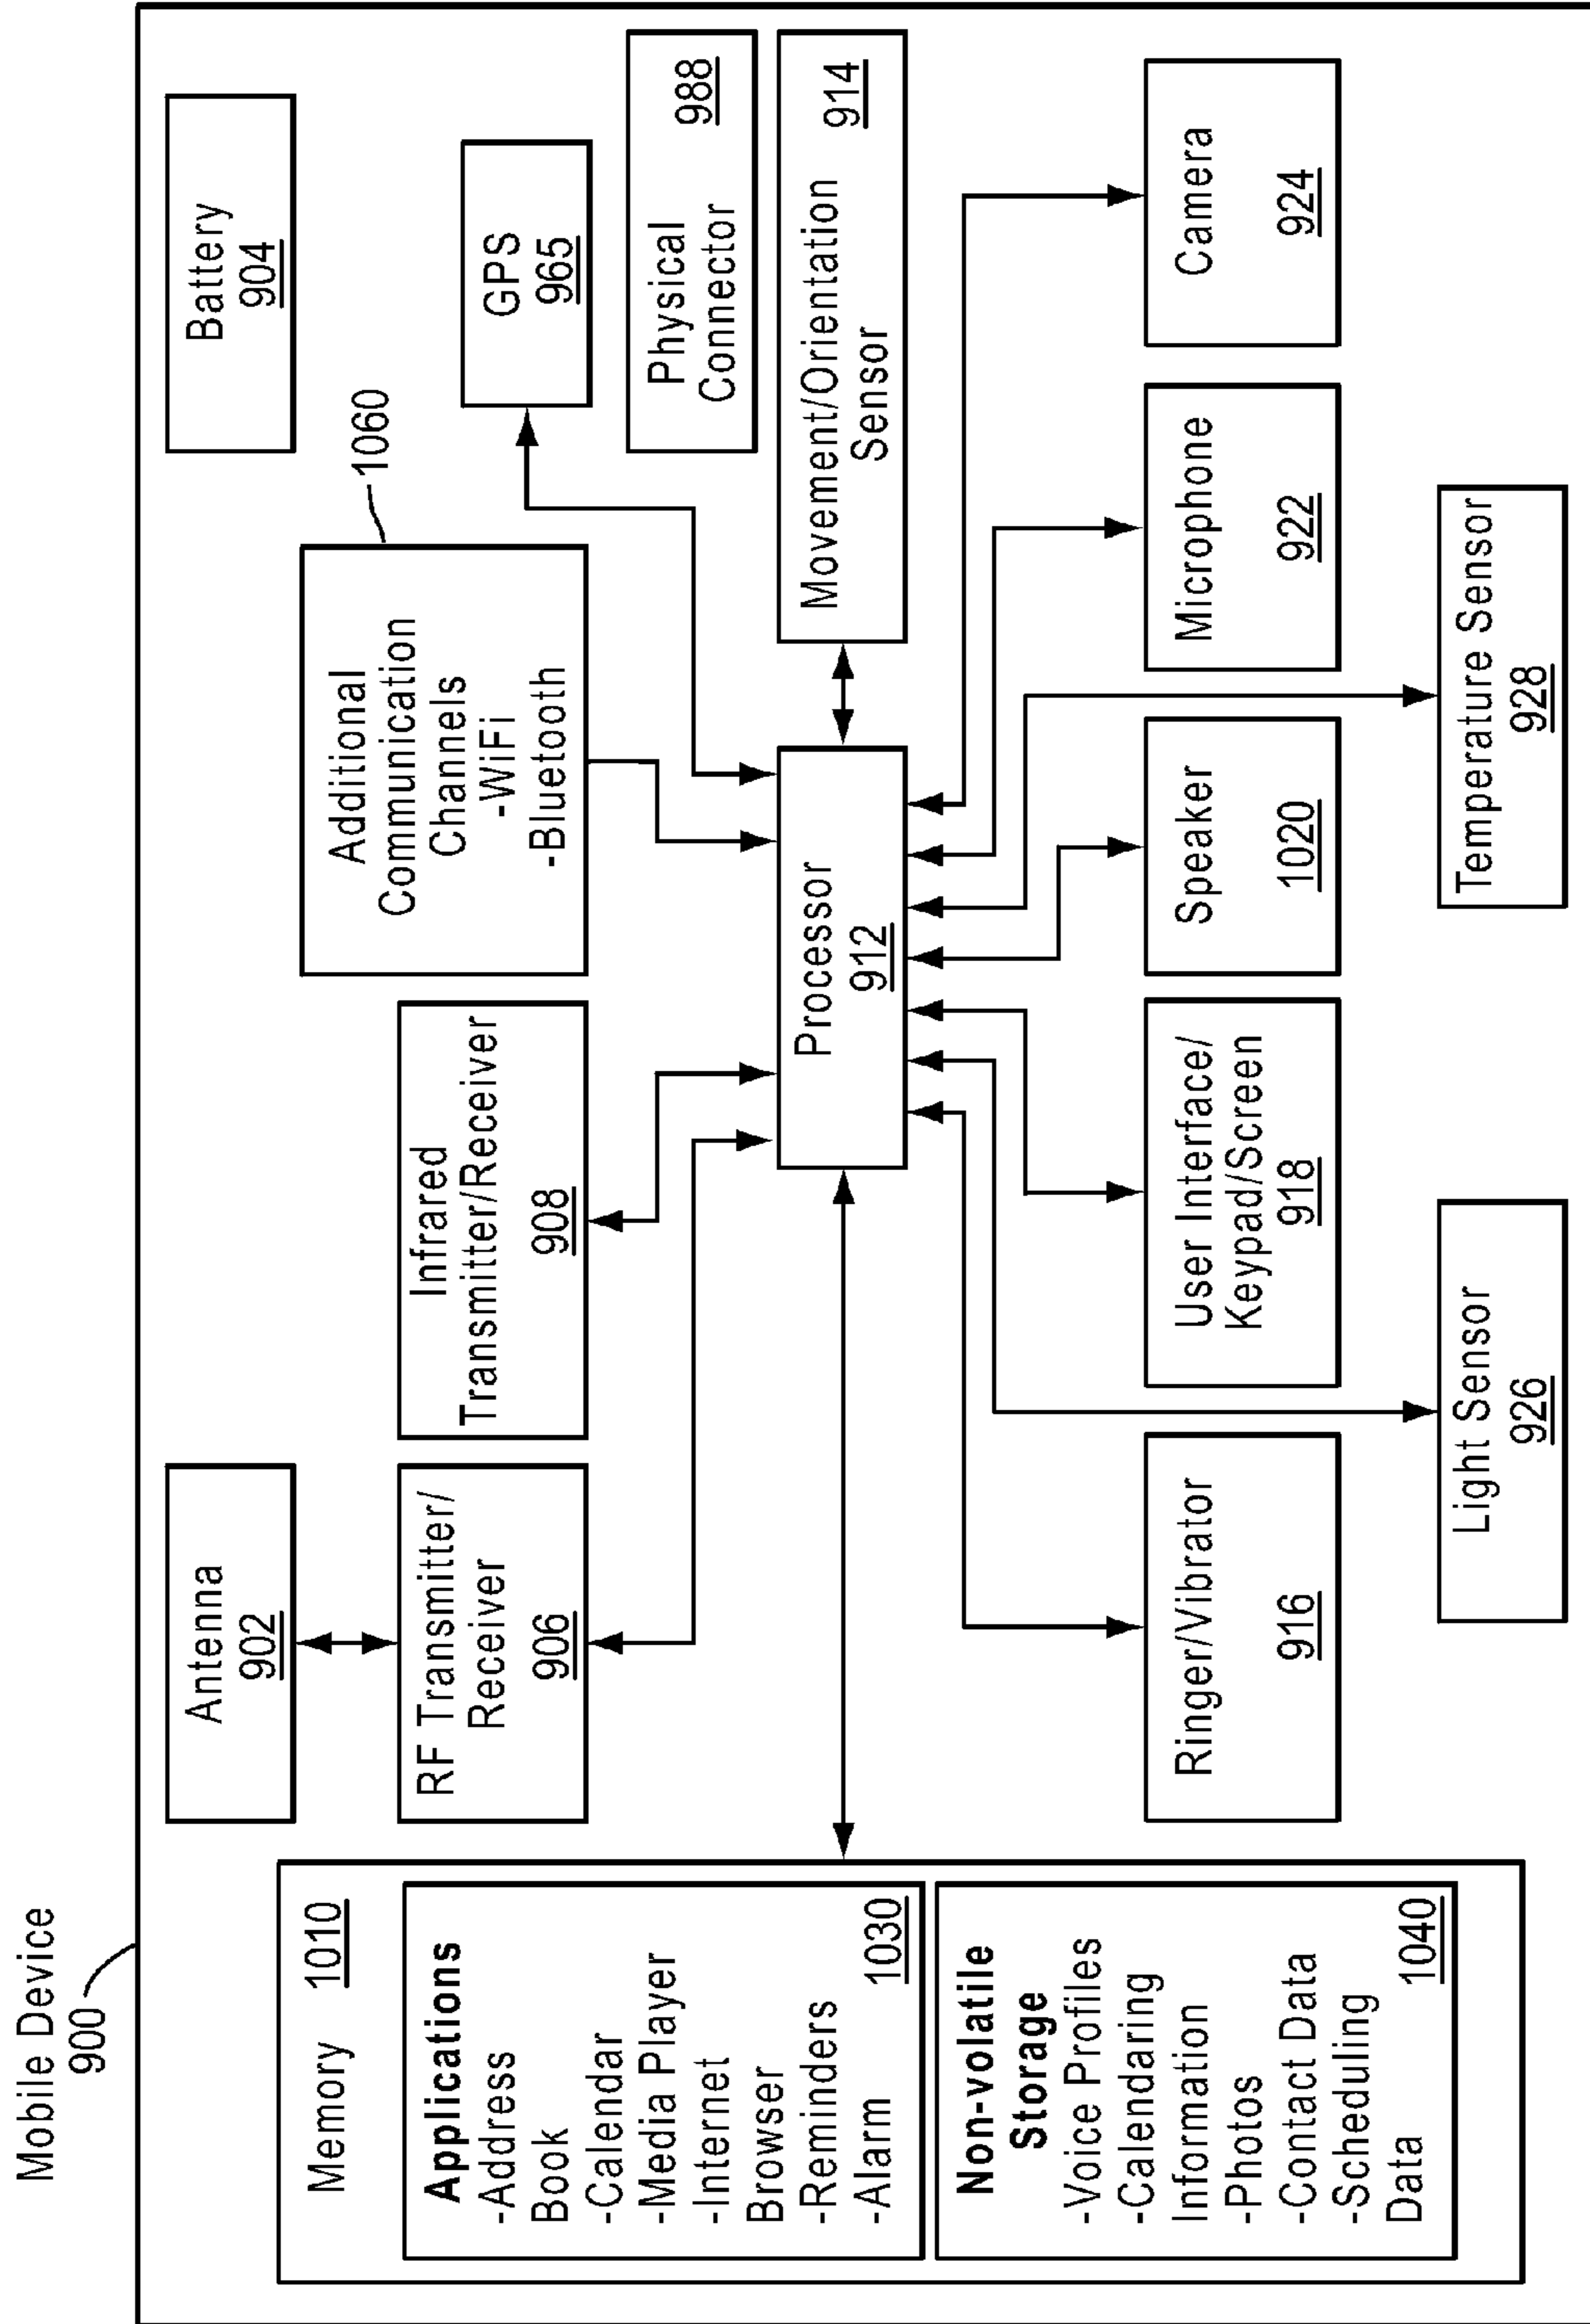 Mobile Device
900
Memory 1010
Applications
-Address
Book
-Calendar
-Media Player
-Internet
Browser
-Reminders
-Alarm 1030
Non-volatile
Storage
-Voice Profiles
-Calendaring
Information
-Photos
-Contact Data
-Scheduling
Data 1040
Antenna
902
Battery
904
RF Transmitter/
Receiver
906
Infrared
Transmitter/Receiver
908
Additional
Communication
Channels
-WiFi
-Bluetooth
1060
GPS
965
Physical
Connector
988
Processor
912
Movement/Orientation
Sensor
914
Ringer/Vibrator
916
User Interface/
Keypad/Screen
918
Speaker
1020
Microphone
922
Camera
924
Light Sensor
926
Temperature Sensor
928